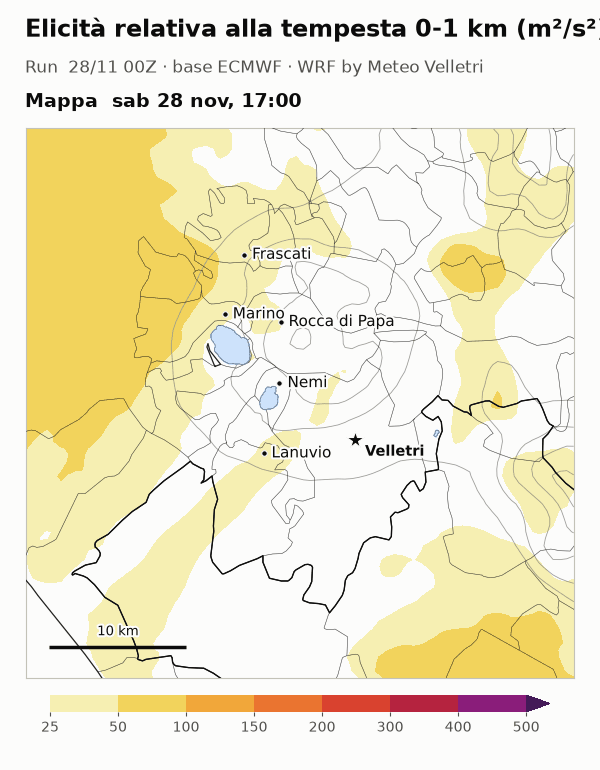 Elicità relativa alla tempesta 0-1 km (m²/s²)
Run  28/11 00Z · base ECMWF · WRF by Meteo Velletri
Mappa  sab 28 nov, 17:00
Frascati
Marino
Rocca di Papa
Nemi
Velletri
Lanuvio
10 km
25 50 100 150 200 300 400 500